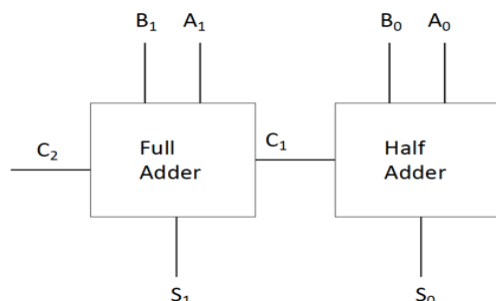 B₁ A₁ B₀ A₀
C₂ Full Adder C₁ Half Adder
S₁ S₀